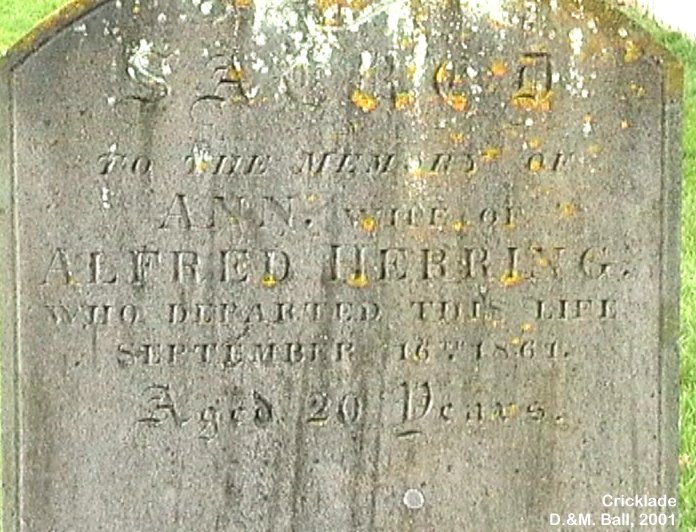 SACRED
TO THE MEMORY OF
ANN, WIFE OF
ALFRED HERRING,
WHO DEPARTED THIS LIFE
SEPTEMBER 16TH 1861.
Aged 20 Years.
Cricklade
D.&M. Ball, 2001